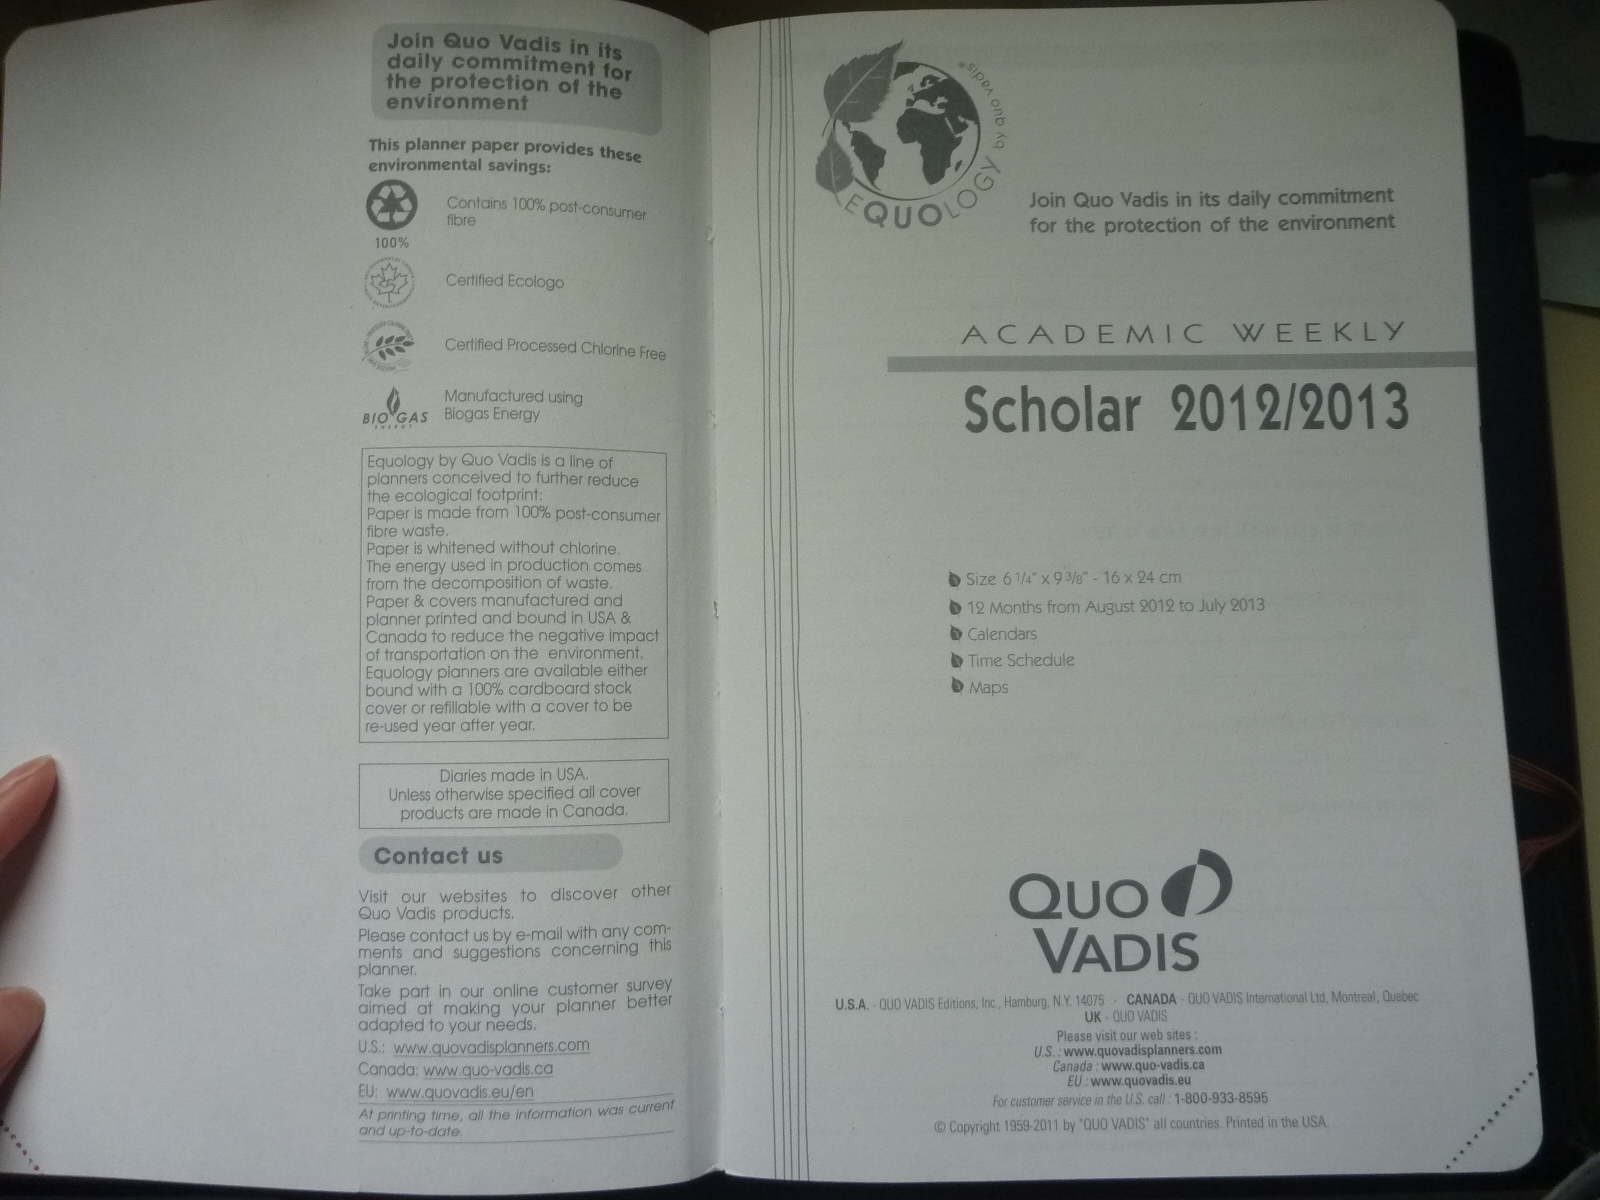 Join Quo Vadis in its
daily commitment for
the protection of the
environment
This planner paper provides these
environmental savings:
Contains 100% post-consumer
fibre
100%
Certified Ecologo
Certified Processed Chlorine Free
BIO GAS
ENERGY
Manufactured using
Biogas Energy
Equology by Quo Vadis is a line of
planners conceived to further reduce
the ecological footprint:
Paper is made from 100% post-consumer
fibre waste.
Paper is whitened without chlorine.
The energy used in production comes
from the decomposition of waste.
Paper & covers manufactured and
planner printed and bound in USA &
Canada to reduce the negative impact
of transportation on the environment.
Equology planners are available either
bound with a 100% cardboard stock
cover or refillable with a cover to be
re-used year after year.
Diaries made in USA.
Unless otherwise specified all cover
products are made in Canada.
Contact us
Visit our websites to discover other
Quo Vadis products.
Please contact us by e-mail with any com-
ments and suggestions concerning this
planner.
Take part in our online customer survey
aimed at making your planner better
adapted to your needs.
U.S.: www.quovadisplanners.com
Canada: www.quo-vadis.ca
EU: www.quovadis.eu/en
At printing time, all the information was current
and up-to-date.
EQUOLOGY by quo vadis®
Join Quo Vadis in its daily commitment
for the protection of the environment
ACADEMIC WEEKLY
Scholar 2012/2013
Size 6 1/4" x 9 3/8" - 16 x 24 cm
12 Months from August 2012 to July 2013
Calendars
Time Schedule
Maps
QUO
VADIS
U.S.A. - QUO VADIS Editions, Inc., Hamburg, N.Y. 14075 - CANADA - QUO VADIS International Ltd, Montreal, Quebec
UK - QUO VADIS
Please visit our web sites :
U.S. : www.quovadisplanners.com
Canada : www.quo-vadis.ca
EU : www.quovadis.eu
For customer service in the U.S. call : 1-800-933-8595
© Copyright 1959-2011 by "QUO VADIS" all countries. Printed in the USA.